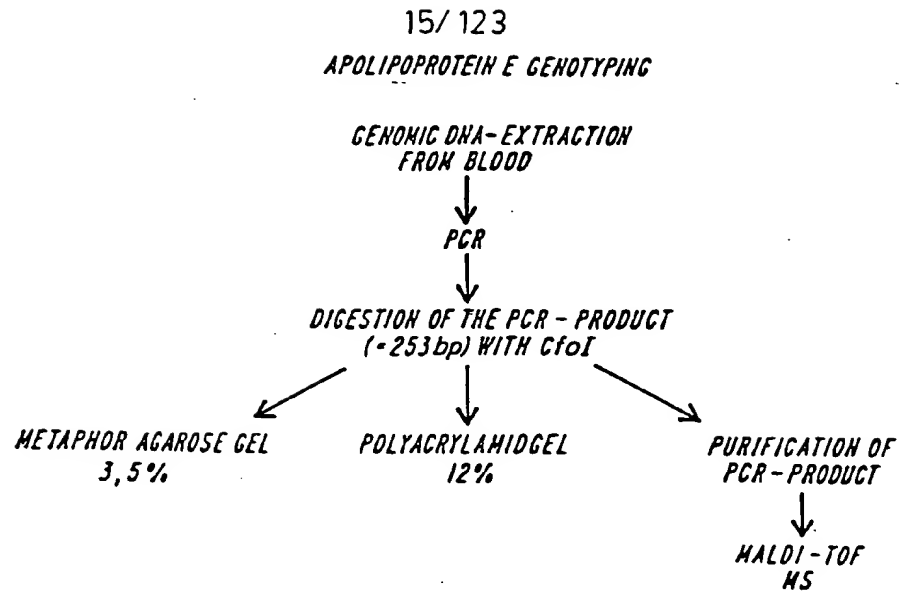 15/123
APOLIPOPROTEIN E GENOTYPING
GENOMIC DNA-EXTRACTION
FROM BLOOD
PCR
DIGESTION OF THE PCR-PRODUCT
(=253bp) WITH CfoI
METAPHOR AGAROSE GEL
3,5%
POLYACRYLAMIDGEL
12%
PURIFICATION OF
PCR-PRODUCT
MALDI-TOF
MS